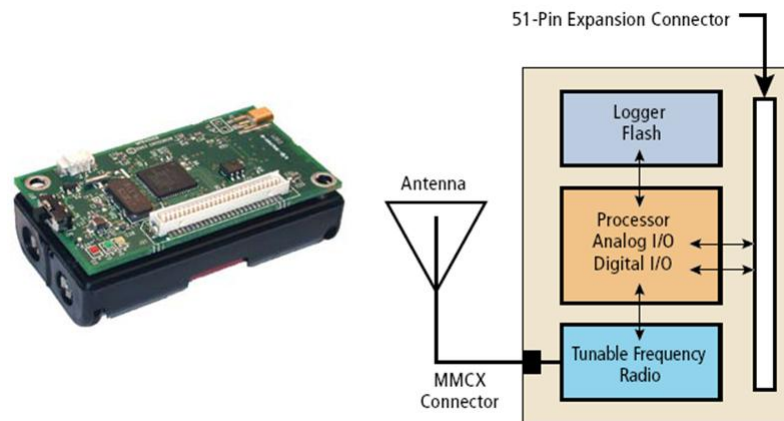 51-Pin Expansion Connector
Logger
Flash
Antenna
Processor
Analog I/O
Digital I/O
Tunable Frequency
Radio
MMCX
Connector